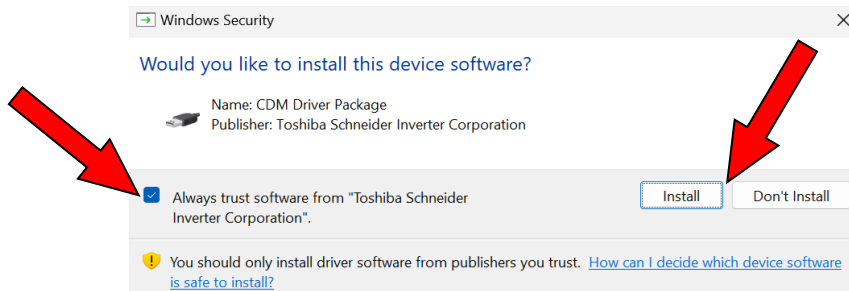 Windows Security
Would you like to install this device software?
Name: CDM Driver Package
Publisher: Toshiba Schneider Inverter Corporation
Always trust software from "Toshiba Schneider
Inverter Corporation".
Install
Don't Install
You should only install driver software from publishers you trust. How can I decide which device software
is safe to install?